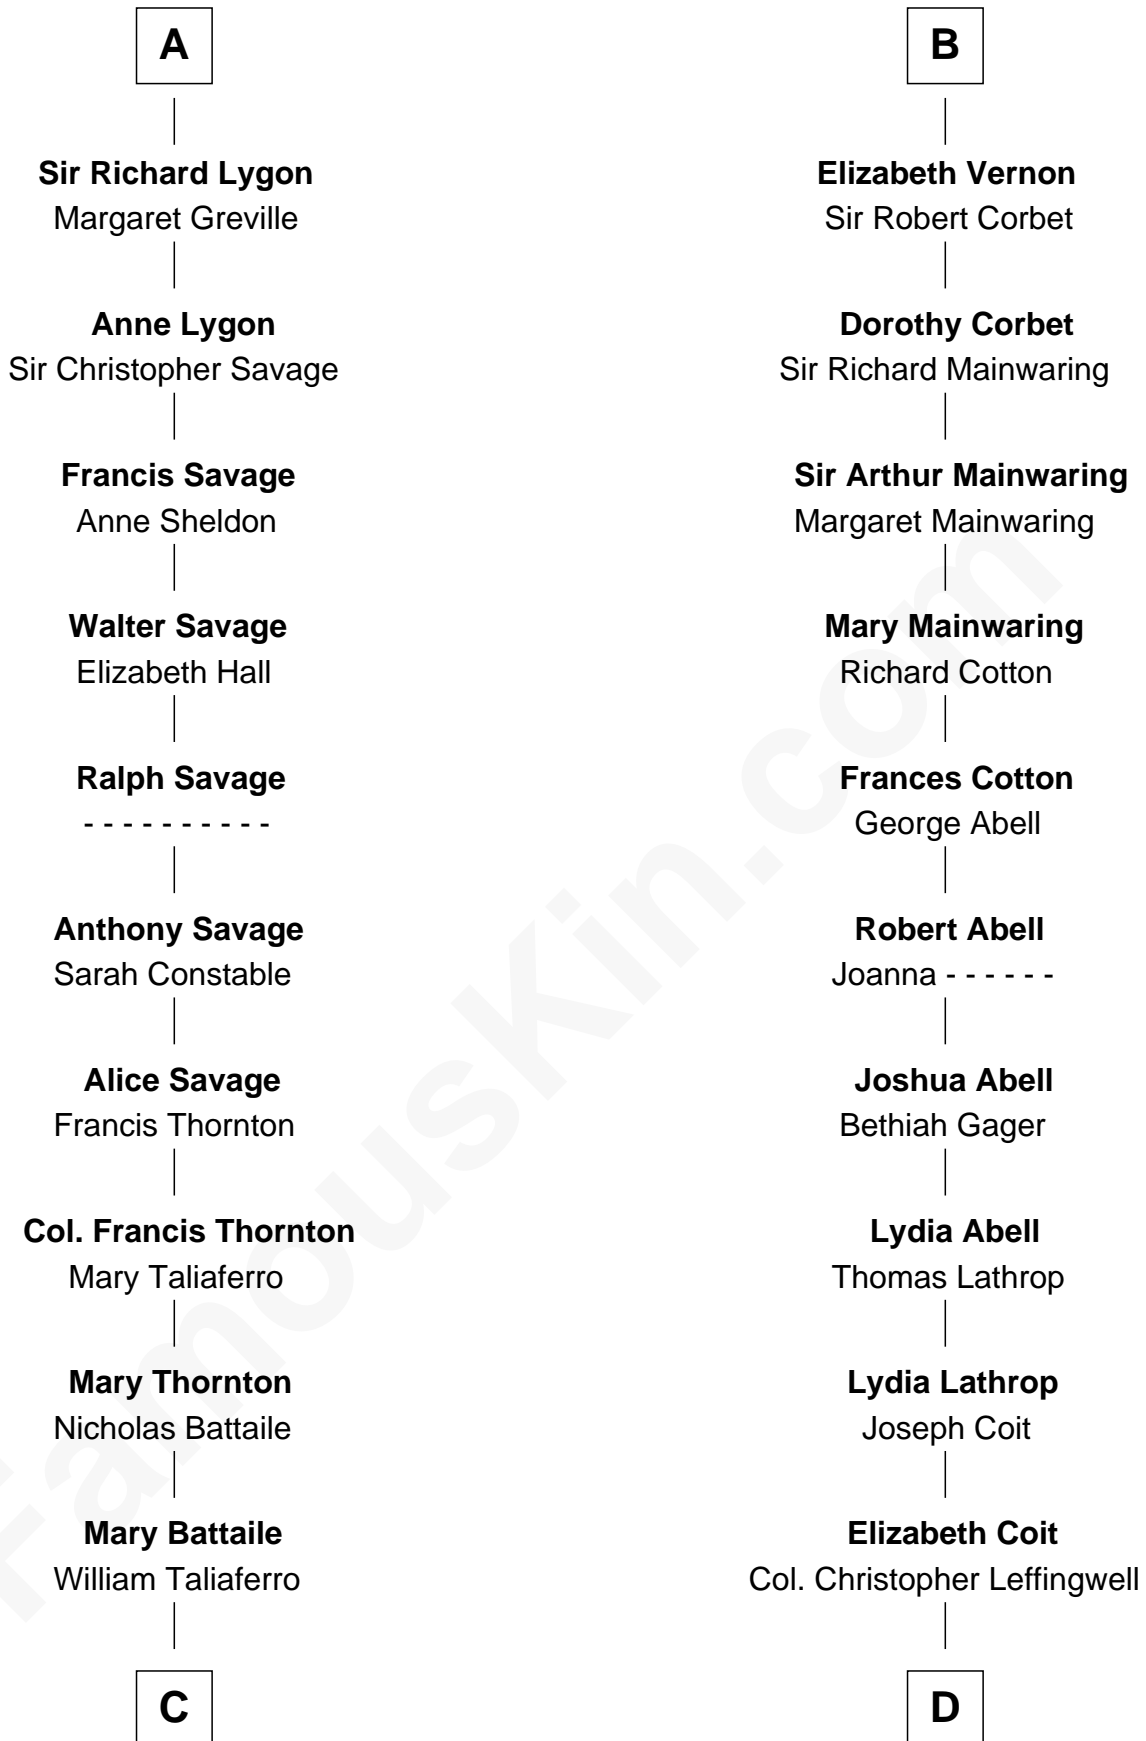 A
Sir Richard Lygon
Margaret Greville
Anne Lygon
Sir Christopher Savage
Francis Savage
Anne Sheldon
Walter Savage
Elizabeth Hall
Ralph Savage
- - - - - - - - - -
Anthony Savage
Sarah Constable
Alice Savage
Francis Thornton
Col. Francis Thornton
Mary Taliaferro
Mary Thornton
Nicholas Battaile
Mary Battaile
William Taliaferro
C
B
Elizabeth Vernon
Sir Robert Corbet
Dorothy Corbet
Sir Richard Mainwaring
Sir Arthur Mainwaring
Margaret Mainwaring
Mary Mainwaring
Richard Cotton
Frances Cotton
George Abell
Robert Abell
Joanna - - - - - -
Joshua Abell
Bethiah Gager
Lydia Abell
Thomas Lathrop
Lydia Lathrop
Joseph Coit
Elizabeth Coit
Col. Christopher Leffingwell
D
FamousKin.com